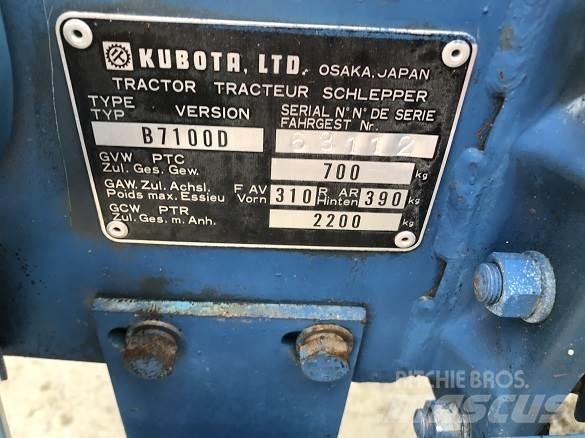 KUBOTA, LTD. OSAKA, JAPAN
TRACTOR TRACTEUR SCHLEPPER
TYPE
TYP VERSION
SERIAL N° N° DE SERIE
FAHRGEST Nr.
B7100D 53112
GVW PTC
Zul. Ges. Gew. 700 kg
GAW. Zul. Achsl. F AV 310 R AR 390 kg
Poids max. Essieu Vorn Hinten
GCW PTR
Zul. Ges. m. Anh. 2200 kg
RITCHIE BROS.
mascus